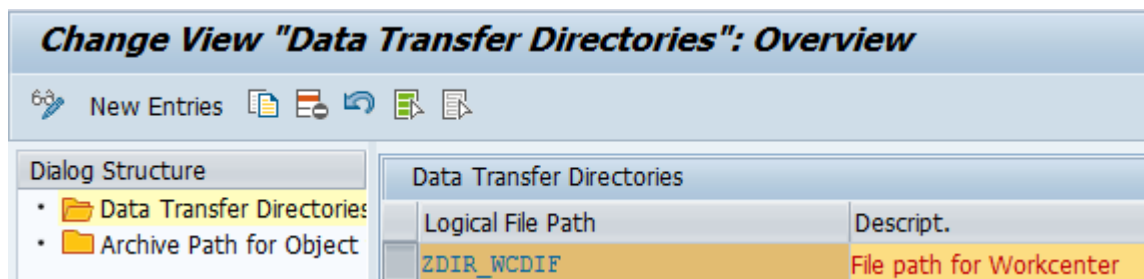 Change View "Data Transfer Directories": Overview
New Entries
Dialog Structure
Data Transfer Directories
Archive Path for Object
Data Transfer Directories
Logical File Path Descript.
ZDIR_WCDIF File path for Workcenter